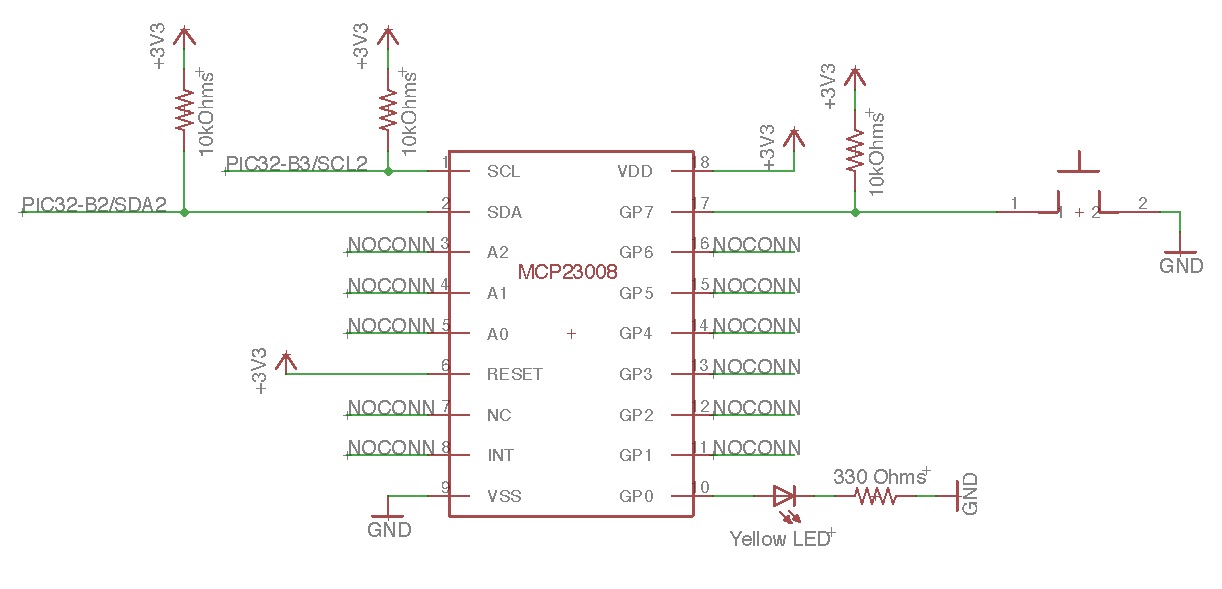 +3V3
+3V3
+3V3
+3V3
10kOhms
10kOhms
10kOhms
PIC32-B3/SCL2
PIC32-B2/SDA2
1 SCL VDD 18
2 SDA GP7 17
1 1 + 2 2
GND
NOCONN 3 A2 GP6 16 NOCONN
MCP23008
NOCONN 4 A1 GP5 15 NOCONN
NOCONN 5 A0 GP4 14 NOCONN
+3V3
6 RESET GP3 13 NOCONN
NOCONN 7 NC GP2 12 NOCONN
NOCONN 8 INT GP1 11 NOCONN
9 VSS GP0 10
330 Ohms
GND
GND
Yellow LED